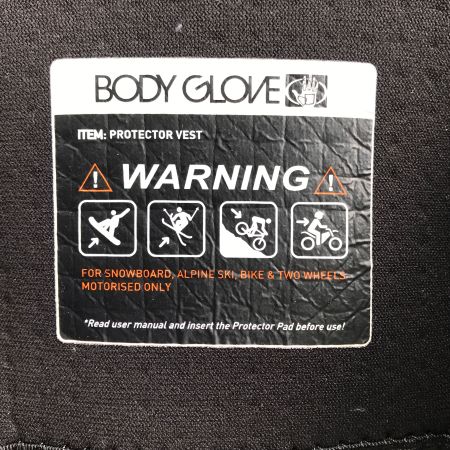 BODY GLOVE
ITEM: PROTECTOR VEST
WARNING
FOR SNOWBOARD, ALPINE SKI, BIKE & TWO WHEELS
MOTORISED ONLY
*Read user manual and insert the Protector Pad before use!